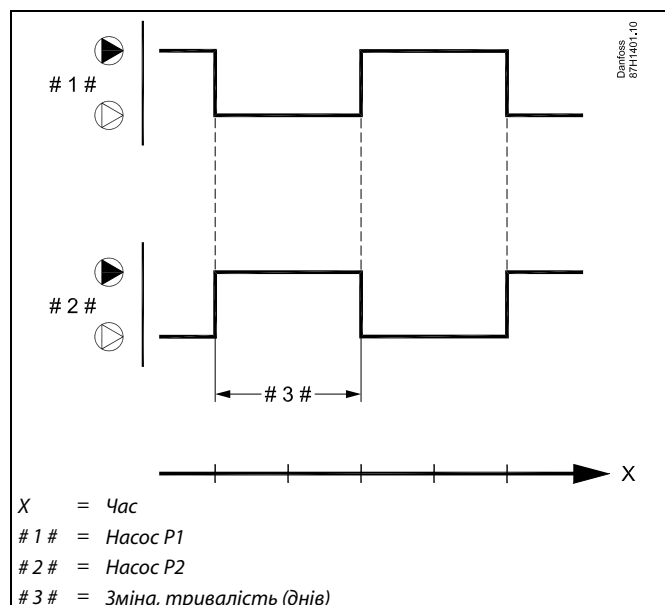 Danfoss
87H1401.10
# 1 #
# 2 #
# 3 #
X
X = Час
# 1 # = Насос P1
# 2 # = Насос P2
# 3 # = Зміна, тривалість (днів)